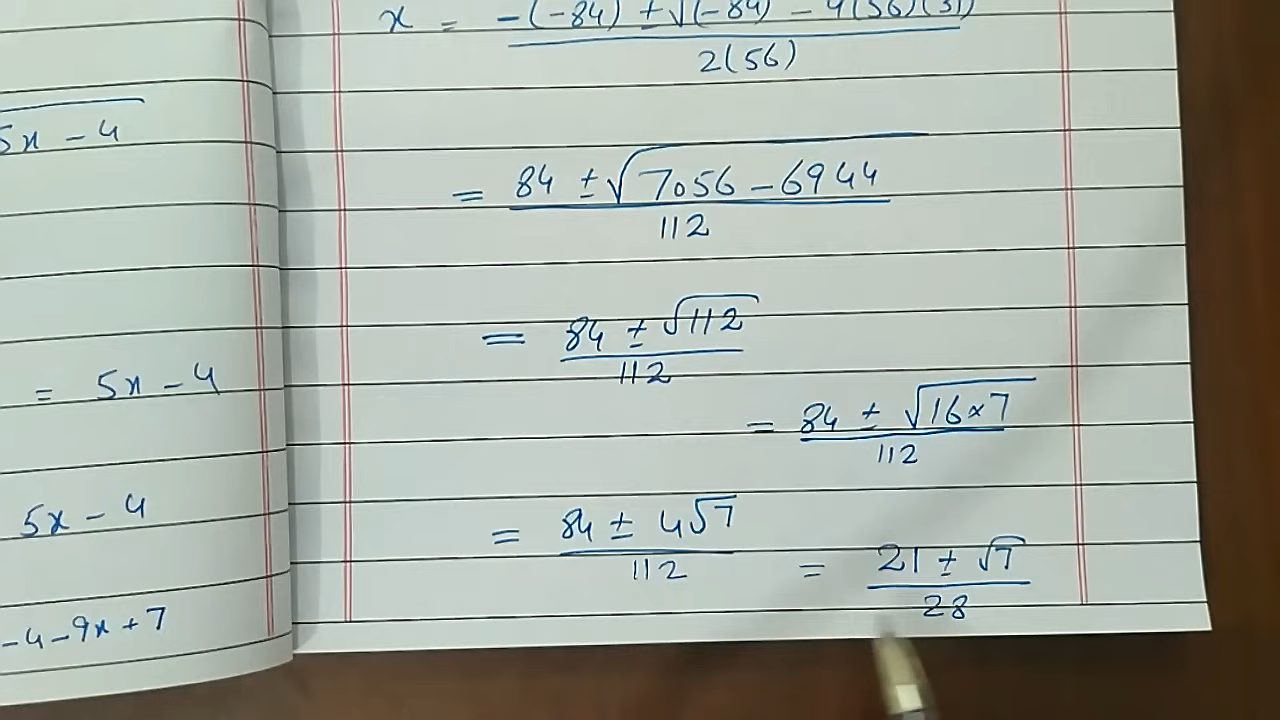 5x - 4
= 5x - 4
5x - 4
-4 - 9x + 7
x = -(-84) ± √(-84) - 4(56)(31)
2(56)
= 84 ± √7056 - 6944
112
= 84 ± √112
112
= 84 ± √16×7
112
= 84 ± 4√7
112
= 21 ± √7
28